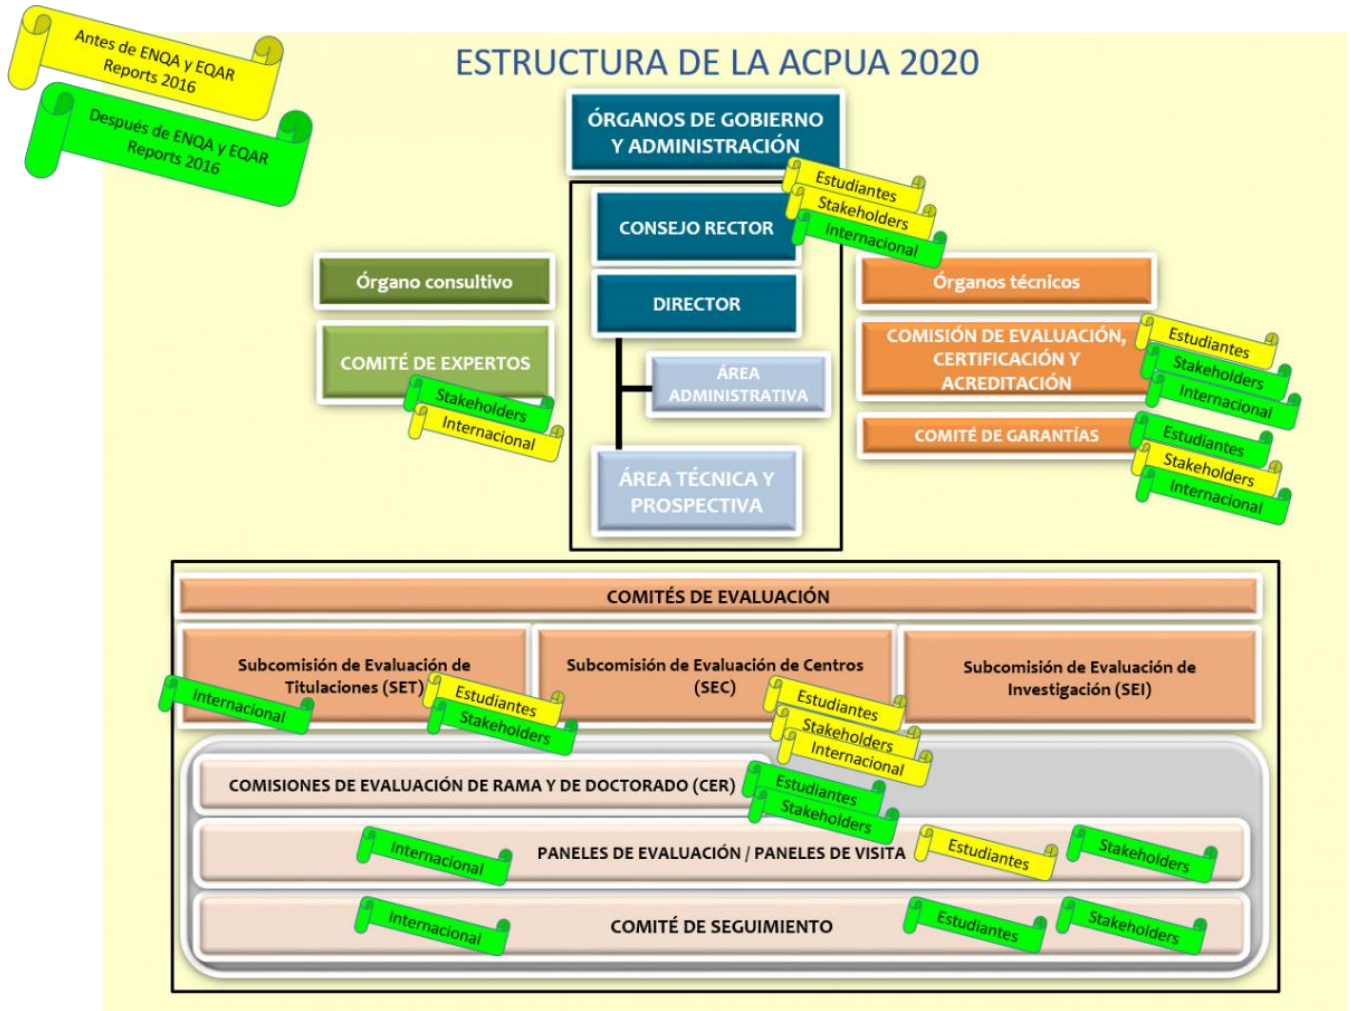 Antes de ENQA y EQAR
Reports 2016
Después de ENQA y EQAR
Reports 2016
ESTRUCTURA DE LA ACPUA 2020
ÓRGANOS DE GOBIERNO
Y ADMINISTRACIÓN
CONSEJO RECTOR
Estudiantes
Stakeholders
Internacional
DIRECTOR
ÁREA
ADMINISTRATIVA
ÁREA TÉCNICA Y
PROSPECTIVA
Órgano consultivo
COMITÉ DE EXPERTOS
Stakeholders
Internacional
Órganos técnicos
COMISIÓN DE EVALUACIÓN,
CERTIFICACIÓN Y
ACREDITACIÓN
Estudiantes
Stakeholders
Internacional
COMITÉ DE GARANTÍAS
Estudiantes
Stakeholders
Internacional
COMITÉS DE EVALUACIÓN
Subcomisión de Evaluación de
Titulaciones (SET)
Internacional
Estudiantes
Stakeholders
Subcomisión de Evaluación de Centros
(SEC)
Estudiantes
Stakeholders
Internacional
Subcomisión de Evaluación de
Investigación (SEI)
COMISIONES DE EVALUACIÓN DE RAMA Y DE DOCTORADO (CER)
Estudiantes
Stakeholders
Internacional
PANELES DE EVALUACIÓN / PANELES DE VISITA
Estudiantes
Stakeholders
Internacional
COMITÉ DE SEGUIMIENTO
Estudiantes
Stakeholders